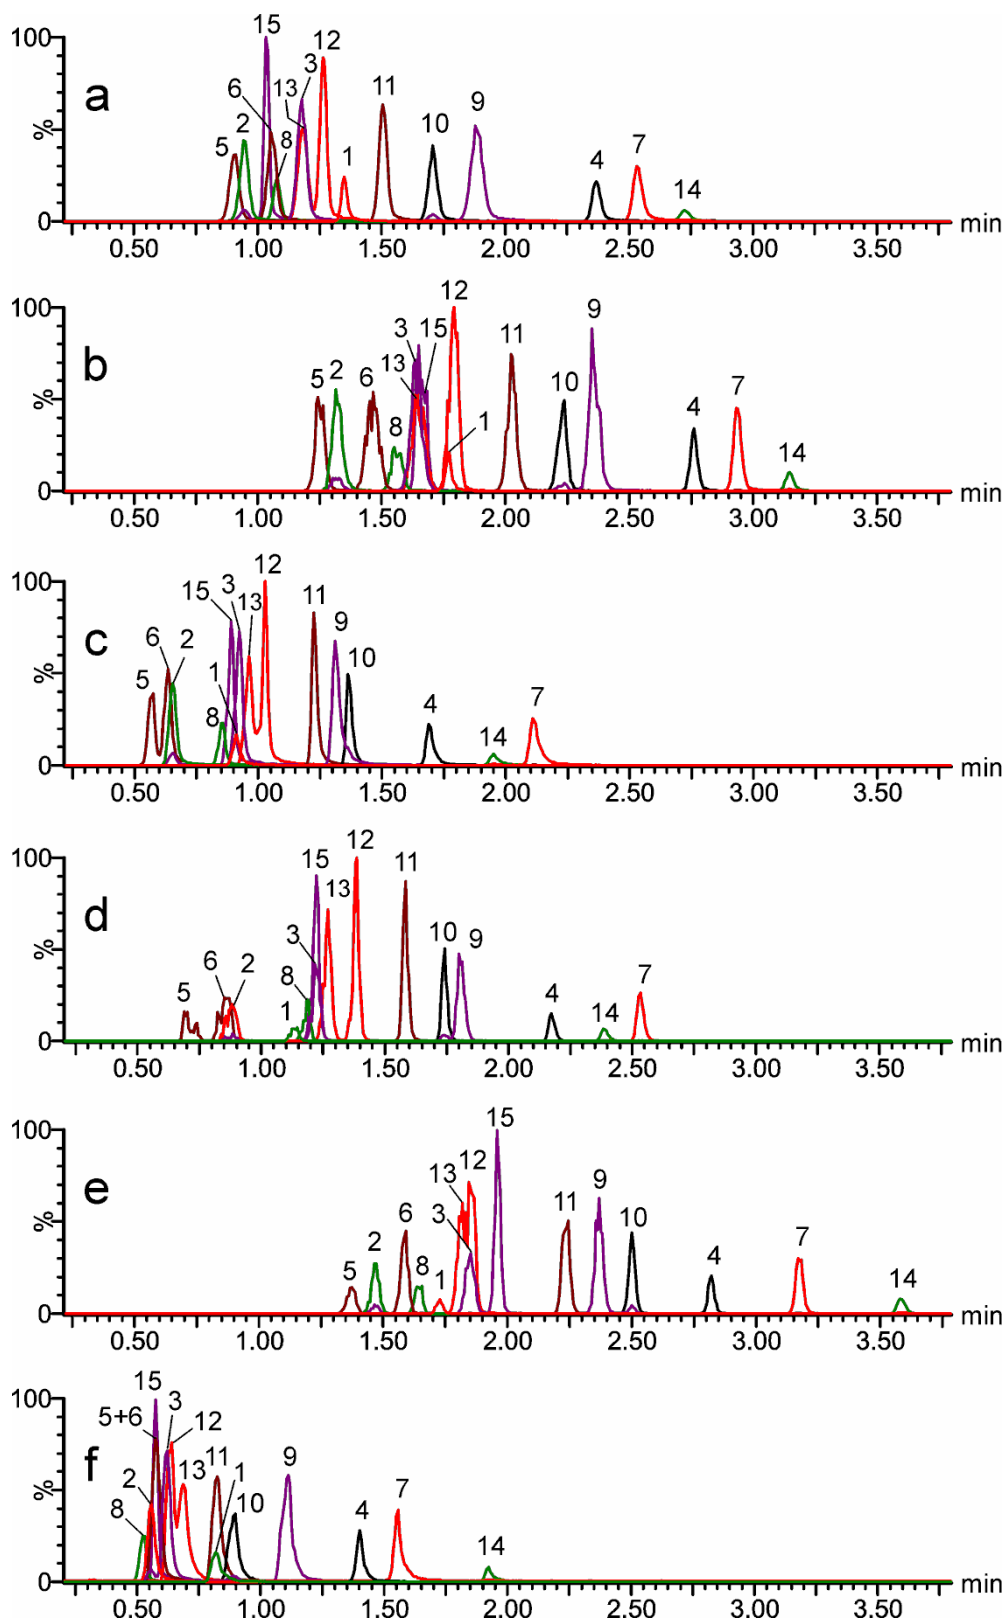 100 15 12
a 6 2 13 3 8 11 9
% 5 1 10 4 7 14
0 min
0.50 1.00 1.50 2.00 2.50 3.00 3.50
100 12 9
b 3 15 11
% 5 2 6 13 8 1 10 4 7 14
0 min
0.50 1.00 1.50 2.00 2.50 3.00 3.50
100 12
c 15 3 13 11 9
% 5 6 2 8 1 10 4 14 7
0 min
0.50 1.00 1.50 2.00 2.50 3.00 3.50
100 15 12 11
d 13 10 9
% 5 6 2 1 8 3 4 14 7
0 min
0.50 1.00 1.50 2.00 2.50 3.00 3.50
100 15
e 13 12 9
% 5 2 6 8 1 3 11 10 4 7 14
0 min
0.50 1.00 1.50 2.00 2.50 3.00 3.50
100 15
5+6 3 12
f 2 13 11 1 9
% 8 10 4 7 14
0 min
0.50 1.00 1.50 2.00 2.50 3.00 3.50